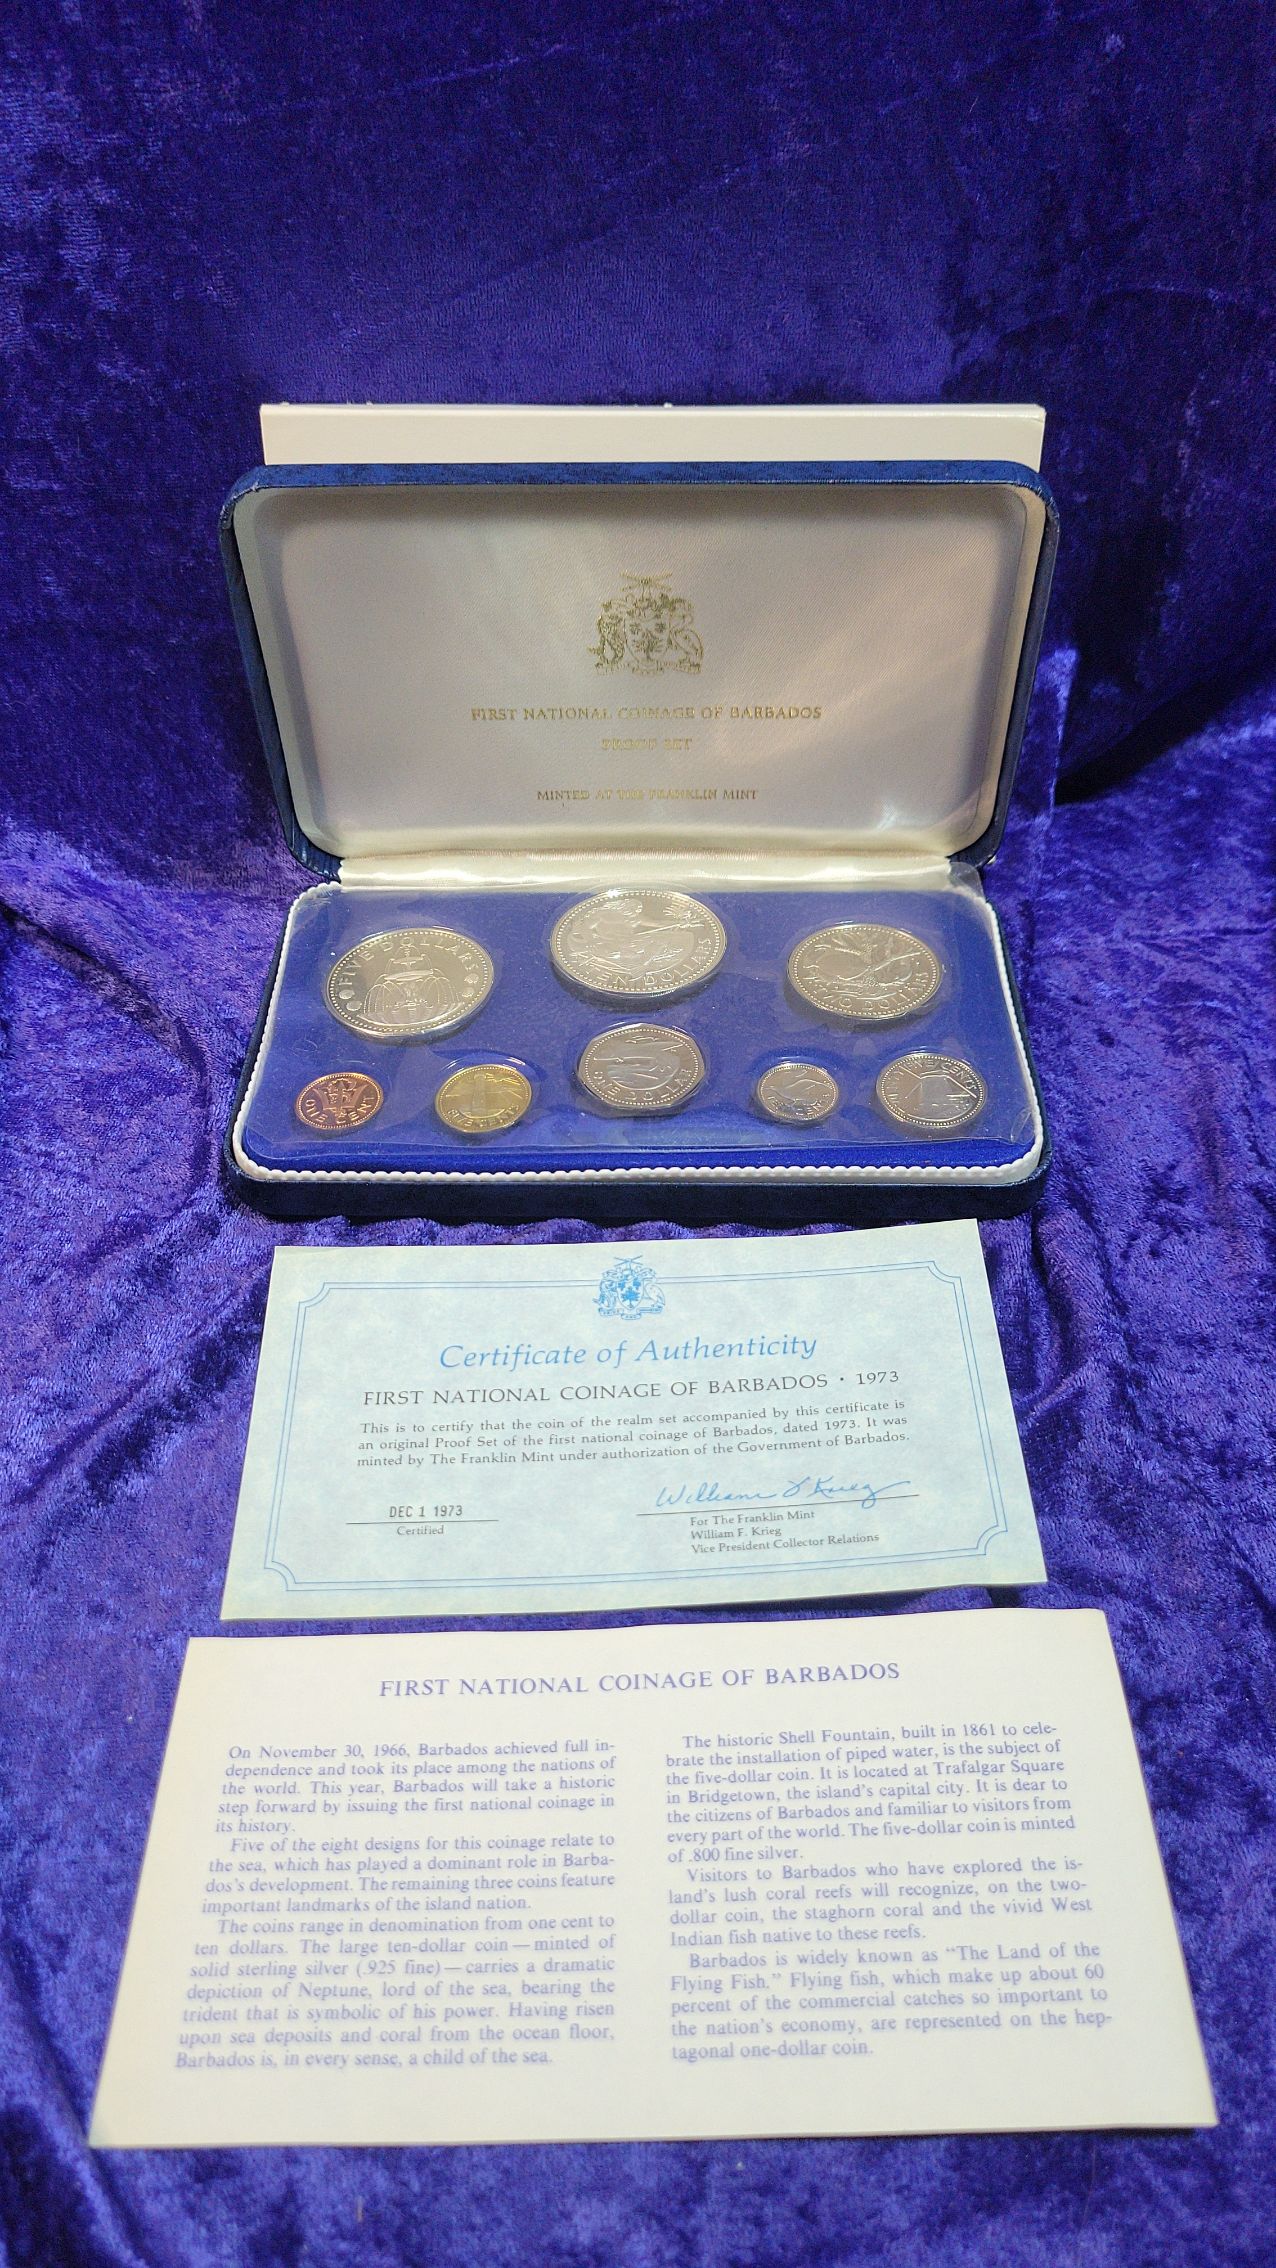 FIRST NATIONAL COINAGE OF BARBADOS
PROOF SET
MINTED AT THE FRANKLIN MINT
FIVE DOLLARS
TEN DOLLARS
TWO DOLLARS
ONE CENT
FIVE CENTS
ONE DOLLAR
TEN CENTS
TWENTY FIVE CENTS
Certificate of Authenticity
FIRST NATIONAL COINAGE OF BARBADOS · 1973
This is to certify that the coin of the realm set accompanied by this certificate is
an original Proof Set of the first national coinage of Barbados, dated 1973. It was
minted by The Franklin Mint under authorization of the Government of Barbados.
DEC 1 1973
Certified
William F Krieg
For The Franklin Mint
William F. Krieg
Vice President Collector Relations
FIRST NATIONAL COINAGE OF BARBADOS
On November 30, 1966, Barbados achieved full in-
dependence and took its place among the nations of
the world. This year, Barbados will take a historic
step forward by issuing the first national coinage in
its history.
Five of the eight designs for this coinage relate to
the sea, which has played a dominant role in Barba-
dos's development. The remaining three coins feature
important landmarks of the island nation.
The coins range in denomination from one cent to
ten dollars. The large ten-dollar coin — minted of
solid sterling silver (.925 fine) — carries a dramatic
depiction of Neptune, lord of the sea, bearing the
trident that is symbolic of his power. Having risen
upon sea deposits and coral from the ocean floor,
Barbados is, in every sense, a child of the sea.
The historic Shell Fountain, built in 1861 to cele-
brate the installation of piped water, is the subject of
the five-dollar coin. It is located at Trafalgar Square
in Bridgetown, the island's capital city. It is dear to
the citizens of Barbados and familiar to visitors from
every part of the world. The five-dollar coin is minted
of .800 fine silver.
Visitors to Barbados who have explored the is-
land's lush coral reefs will recognize, on the two-
dollar coin, the staghorn coral and the vivid West
Indian fish native to these reefs.
Barbados is widely known as "The Land of the
Flying Fish." Flying fish, which make up about 60
percent of the commercial catches so important to
the nation's economy, are represented on the hep-
tagonal one-dollar coin.